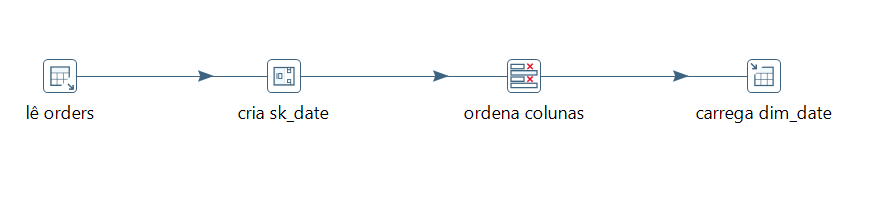 lê orders
cria sk_date
ordena colunas
carrega dim_date